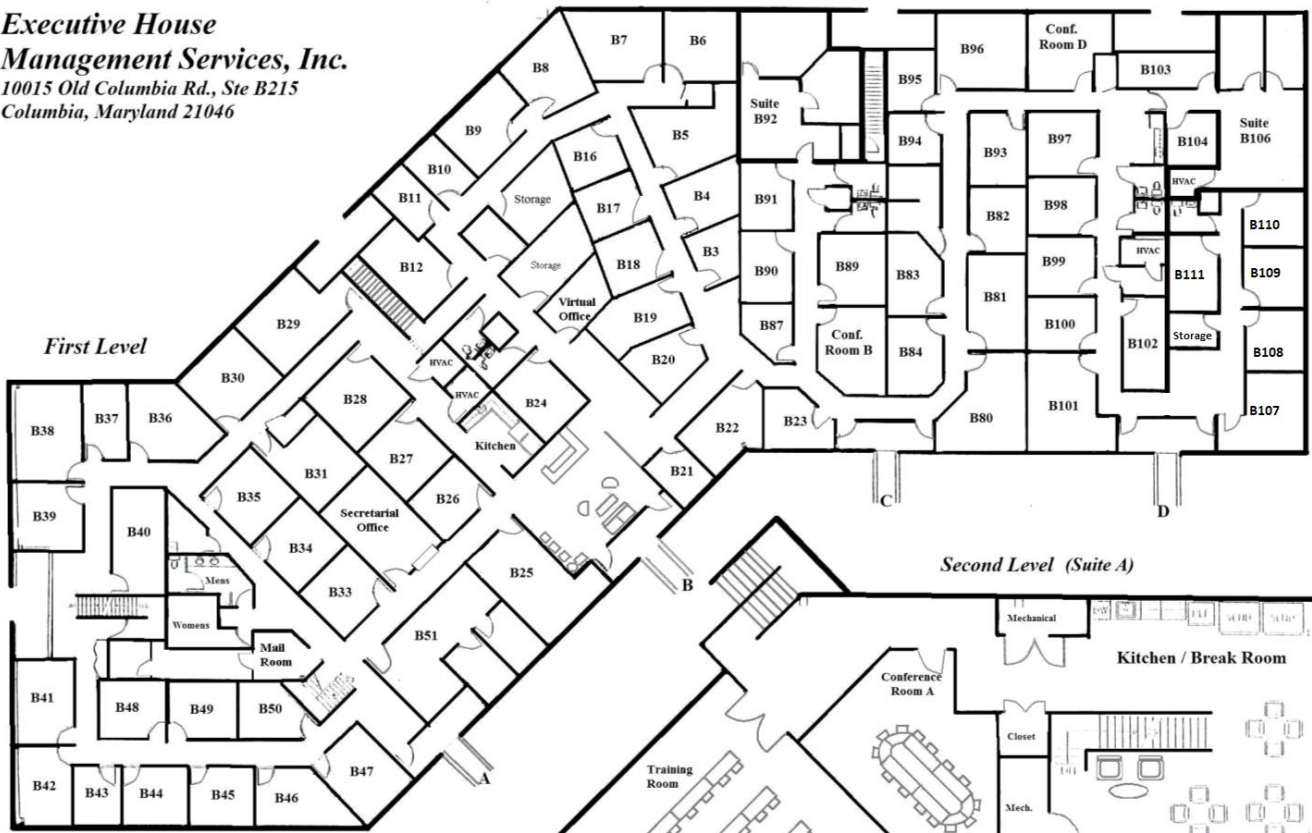 Executive House
Management Services, Inc.
10015 Old Columbia Rd., Ste B215
Columbia, Maryland 21046
First Level
B7
B6
B8
B9
B10
B11
B12
B5
B16
B4
B17
B3
B18
Storage
Storage
Virtual
Office
B19
B20
B29
B30
B28
HVAC
HVAC
B24
Kitchen
B27
B26
B31
Secretarial
Office
B35
B34
B33
B38
B37
B36
B39
B40
Mens
Womens
Mail
Room
B41
B48
B49
B50
B42
B43
B44
B45
B46
B47
B51
B25
B21
B22
B23
A
B
Suite
B92
B95
B96
Conf.
Room D
B103
B94
B93
B97
B104
Suite
B106
B91
B82
B98
HVAC
B110
B90
B89
B83
B99
HVAC
B111
B109
B87
B81
B100
Storage
Conf.
Room B
B84
B102
B108
B80
B101
B107
C
D
Second Level (Suite A)
Mechanical
Kitchen / Break Room
DW
REF
Conference
Room A
Closet
Training
Room
Mech.